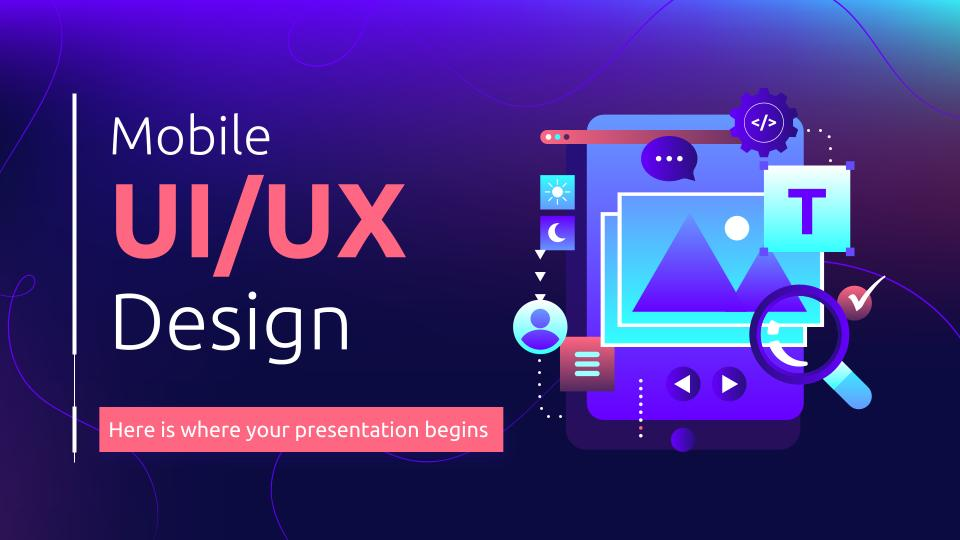 Mobile
UI/UX
Design
Here is where your presentation begins
</>
T